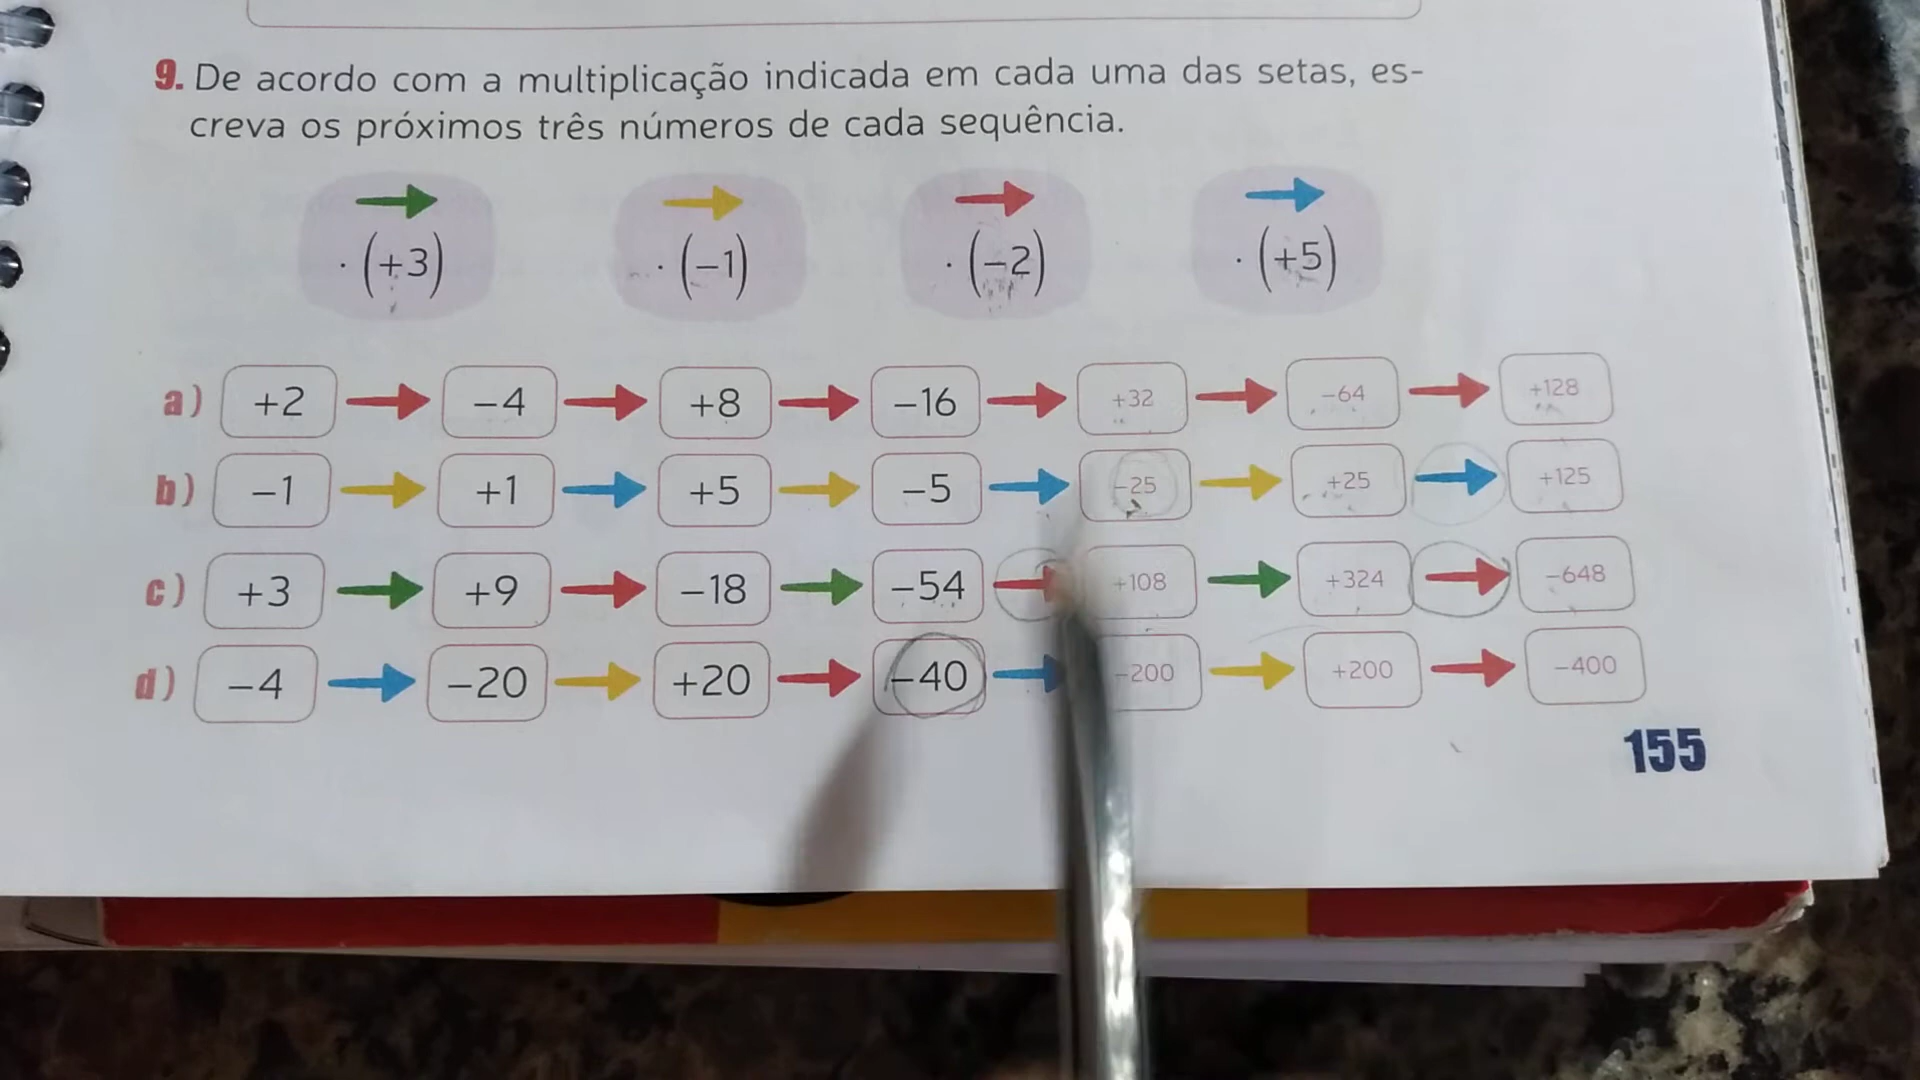 9. De acordo com a multiplicação indicada em cada uma das setas, es-
creva os próximos três números de cada sequência.
· (+3) · (−1) · (−2) · (+5)
a) +2 −4 +8 −16 +32 −64 +128
b) −1 +1 +5 −5 −25 +25 +125
c) +3 +9 −18 −54 +108 +324 −648
d) −4 −20 +20 −40 −200 +200 −400
155